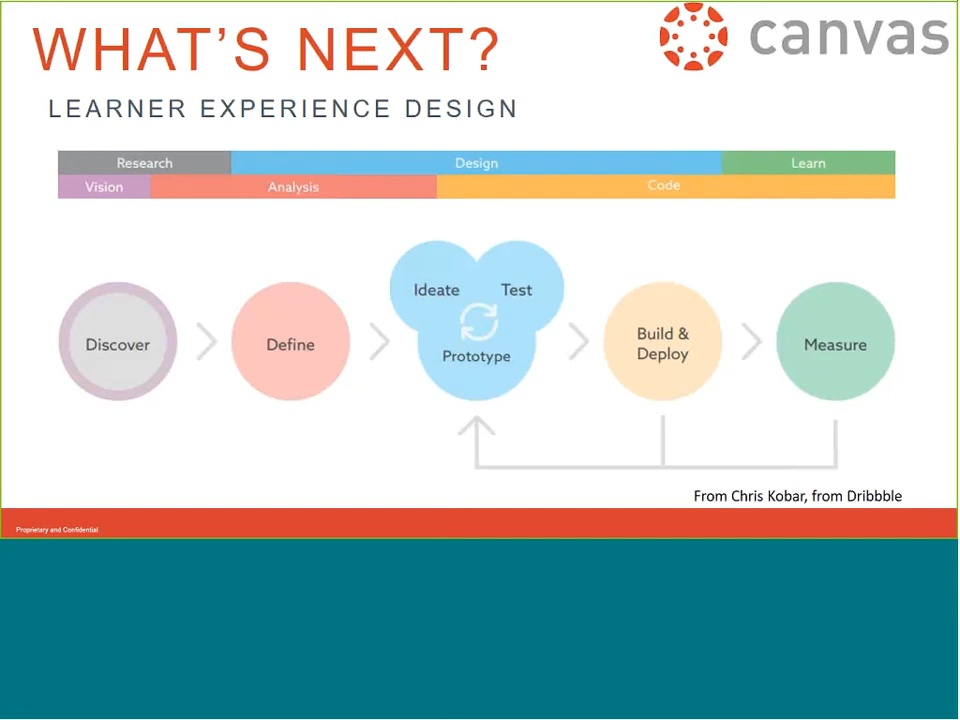 WHAT'S NEXT?
canvas
LEARNER EXPERIENCE DESIGN
Research Design Learn
Vision Analysis Code
Discover
Define
Ideate Test
Prototype
Build &
Deploy
Measure
From Chris Kobar, from Dribbble
Proprietary and Confidential